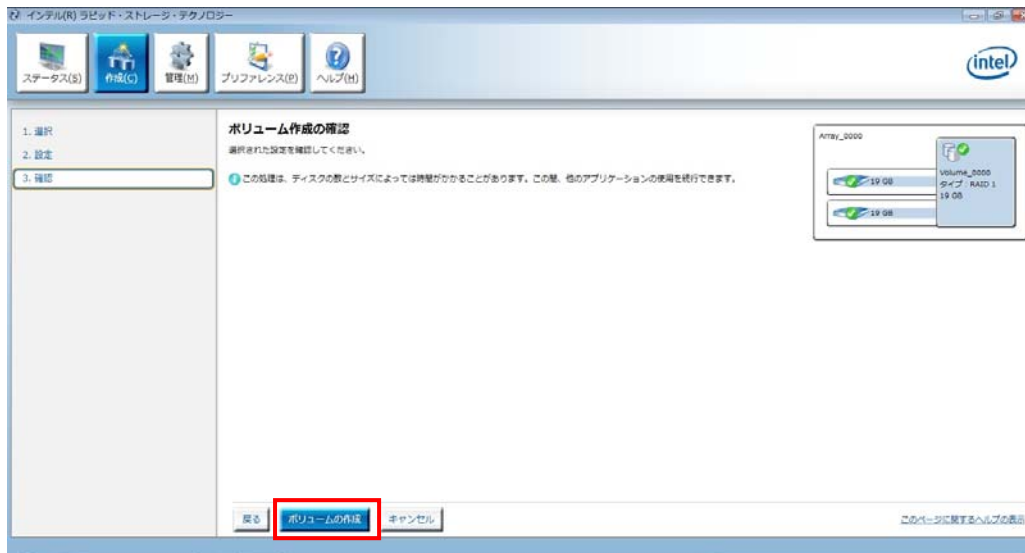 インテル(R) ラピッド・ストレージ・テクノロジー
ステータス(S)
作成(C)
管理(M)
プリファレンス(P)
ヘルプ(H)
intel
1. 選択
2. 設定
3. 確認
ボリューム作成の確認
選択された設定を確認してください。
この処理は、ディスクの数とサイズによっては時間がかかることがあります。この間、他のアプリケーションの使用を続行できます。
Array_0000
19 GB
19 GB
Volume_0000
タイプ : RAID 1
19 GB
戻る
ボリュームの作成
キャンセル
このページに関するヘルプの表示